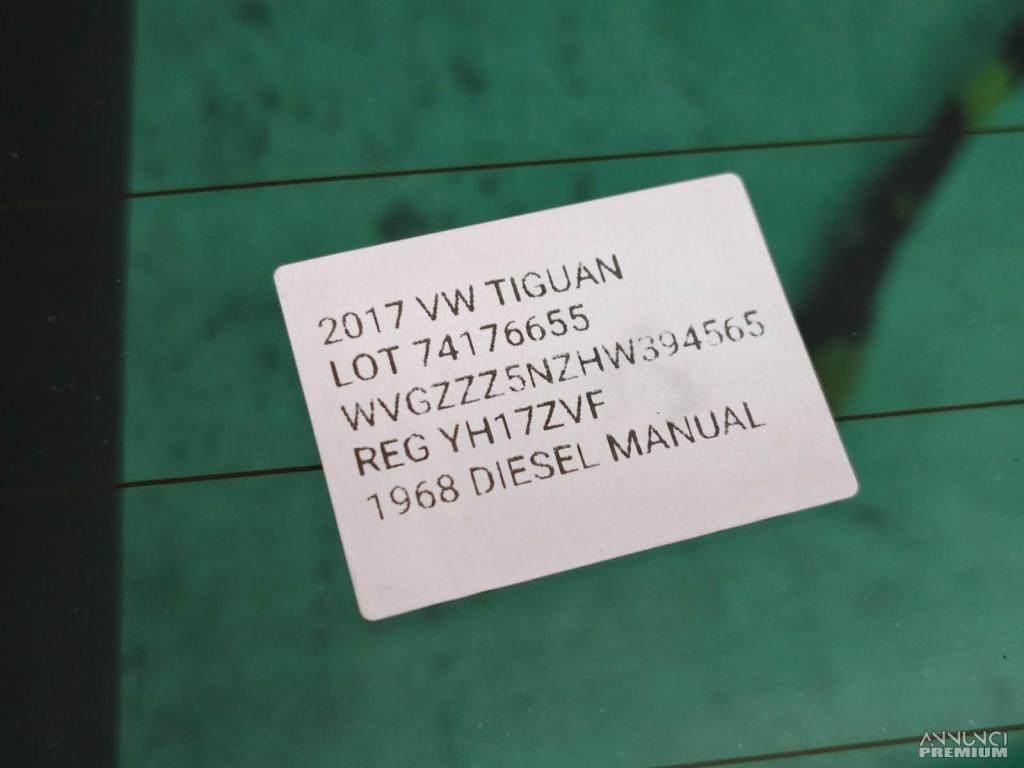 2017 VW TIGUAN
LOT 74176655
WVGZZZ5NZHW394565
REG YH17ZVF
1968 DIESEL MANUAL
ANNUNCI
PREMIUM